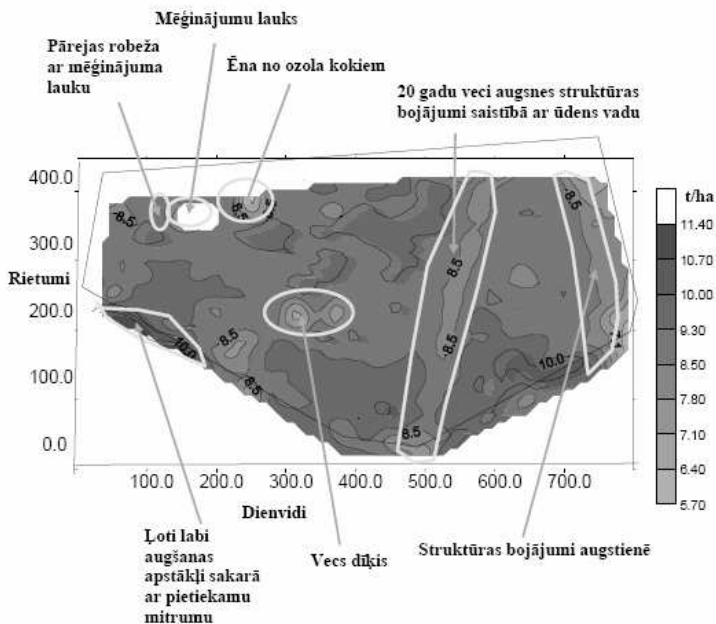 Mēģinājumu lauks
Pārejas robeža
ar mēģinājuma
lauku
Ēna no ozola kokiem
20 gadu veci augsnes struktūras
bojājumi saistībā ar ūdens vadu
400.0
300.0
Rietumi
200.0
100.0
0.0
100.0 200.0 300.0 400.0 500.0 600.0 700.0
Dienvidi
8.5
8.5
8.5
8.5
8.5
8.5
8.5
8.5
8.5
10.0
10.0
t/ha
11.40
10.70
10.00
9.30
8.50
7.80
7.10
6.40
5.70
Ļoti labi
augšanas
apstākļi sakarā
ar pietiekamu
mitrumu
Vecs dīķis
Struktūras bojājumi augstienē